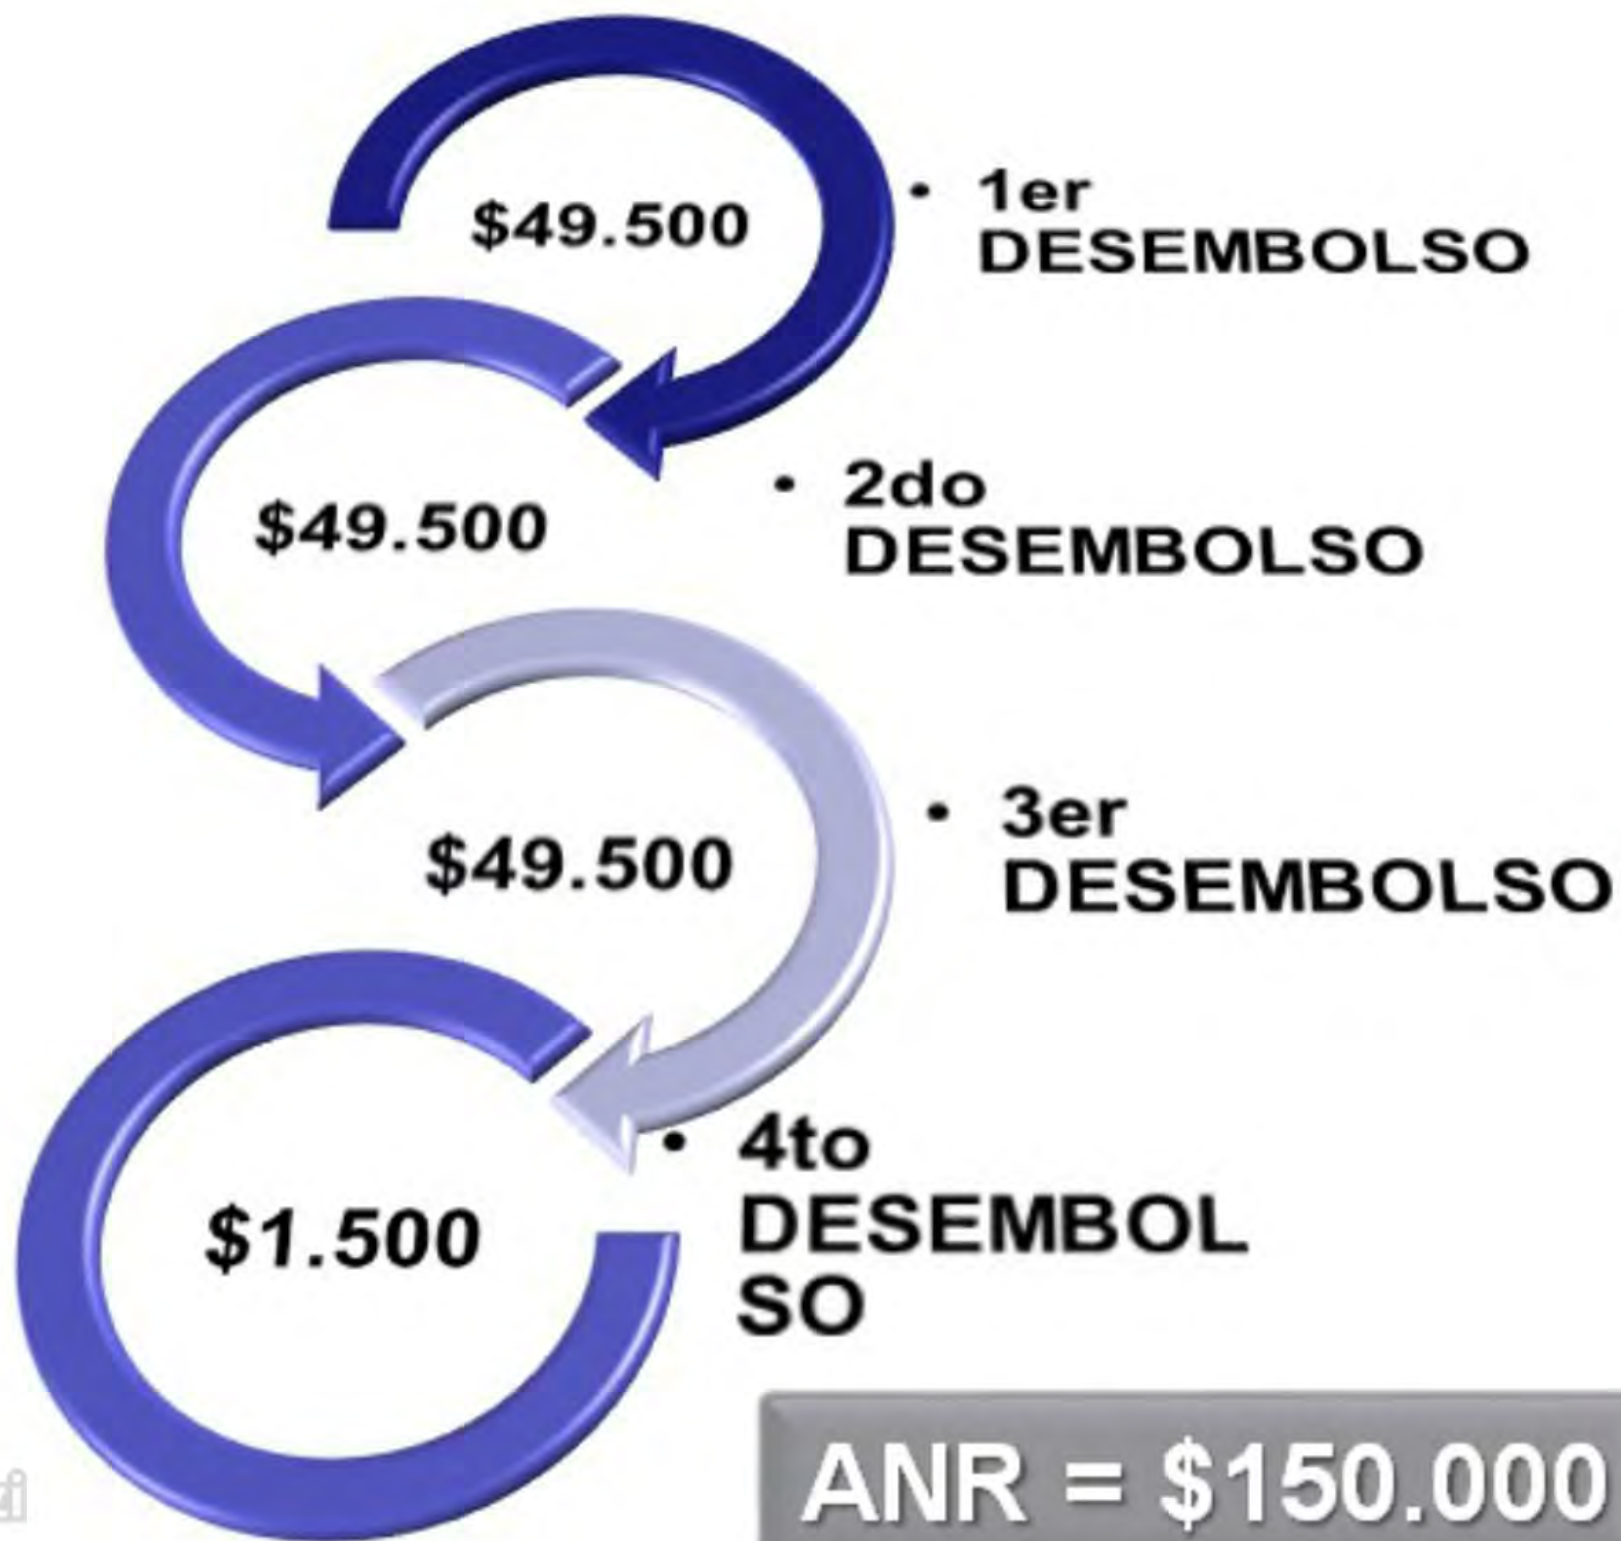 $49.500
• 1er
DESEMBOLSO
$49.500
• 2do
DESEMBOLSO
$49.500
• 3er
DESEMBOLSO
$1.500
• 4to
DESEMBOL
SO
ANR = $150.000